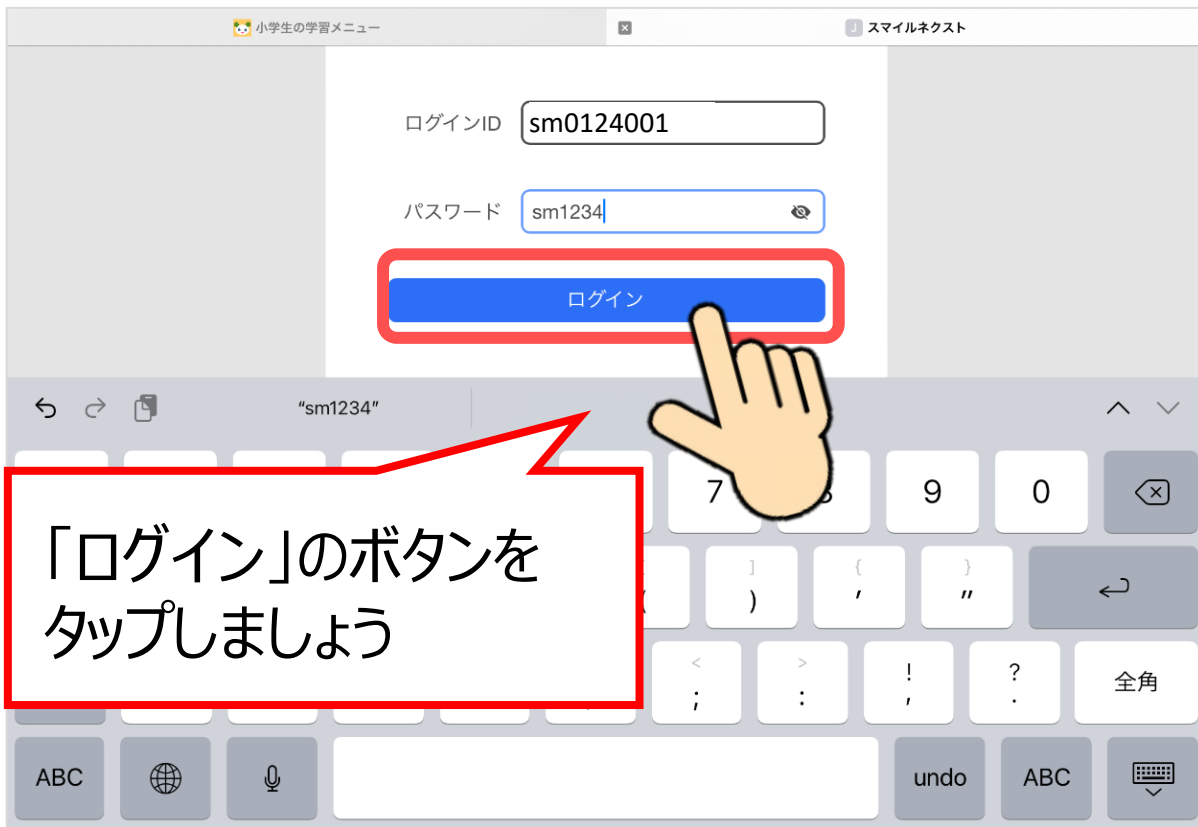 小学生の学習メニュー
J スマイルネクスト
ログインID sm0124001
パスワード sm1234
ログイン
“sm1234”
7 8 9 0
] { }
( ) ′ ″
< > ! ?
; : , .
全角
「ログイン」のボタンを
タップしましょう
ABC undo ABC